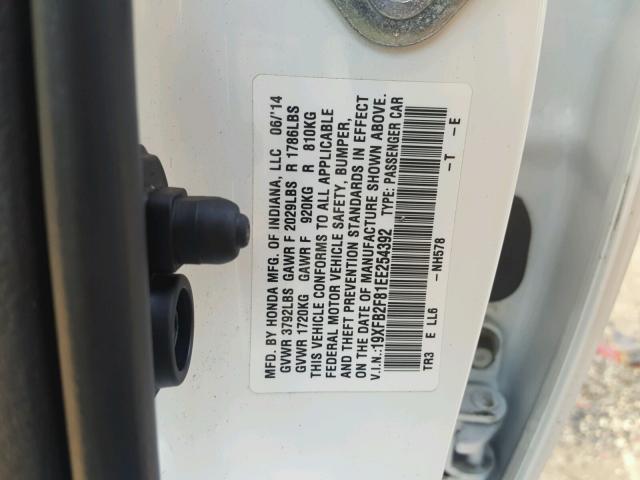 MFD. BY HONDA MFG. OF INDIANA, LLC 06/'14
GVWR 3792LBS GAWR F 2029LBS R 1786LBS
GVWR 1720KG GAWR F 920KG R 810KG
THIS VEHICLE CONFORMS TO ALL APPLICABLE
FEDERAL MOTOR VEHICLE SAFETY, BUMPER,
AND THEFT PREVENTION STANDARDS IN EFFECT
ON THE DATE OF MANUFACTURE SHOWN ABOVE.
V.I.N.:19XFB2F81EE254392 TYPE: PASSENGER CAR
-NH578 -T -E
TR3 E LL6